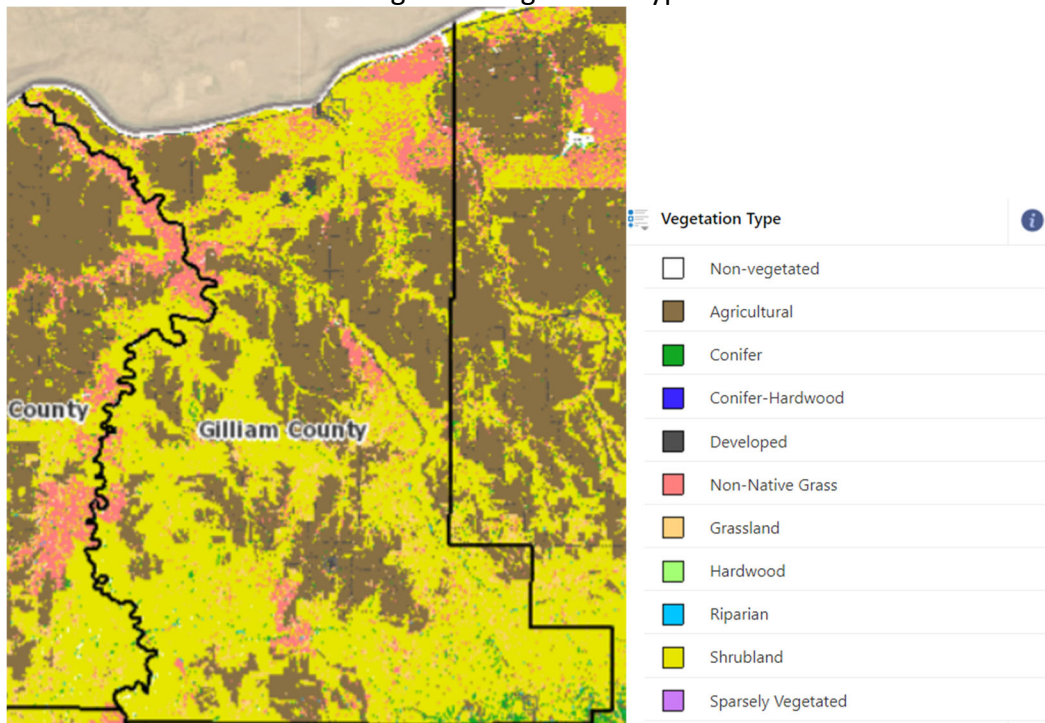 County
Gilliam County
Vegetation Type
i
Non-vegetated
Agricultural
Conifer
Conifer-Hardwood
Developed
Non-Native Grass
Grassland
Hardwood
Riparian
Shrubland
Sparsely Vegetated